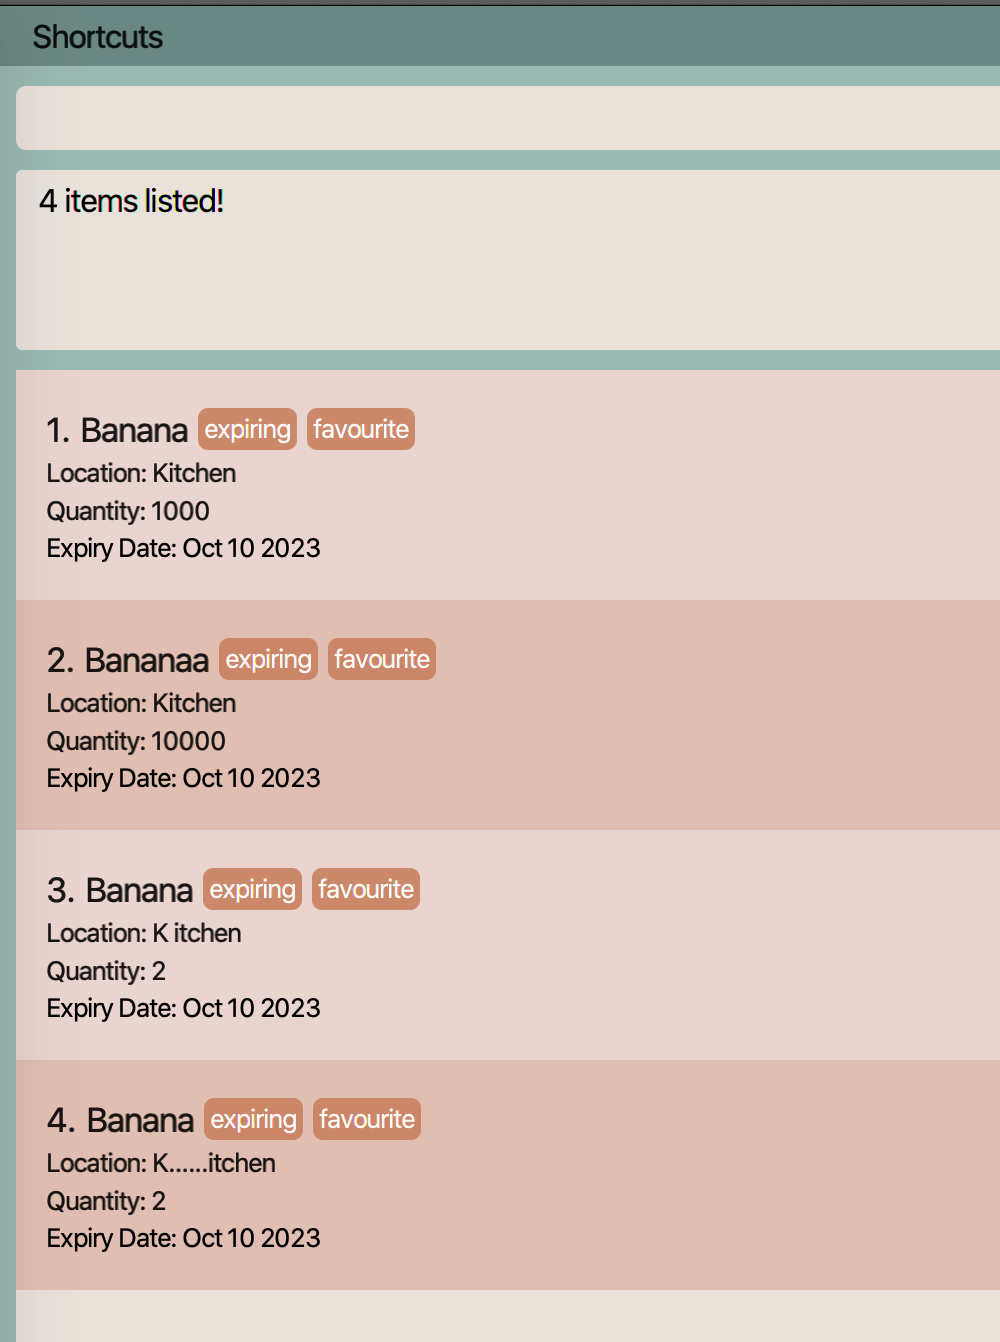 Shortcuts
4 items listed!
1. Banana expiring favourite
Location: Kitchen
Quantity: 1000
Expiry Date: Oct 10 2023
2. Bananaa expiring favourite
Location: Kitchen
Quantity: 10000
Expiry Date: Oct 10 2023
3. Banana expiring favourite
Location: K itchen
Quantity: 2
Expiry Date: Oct 10 2023
4. Banana expiring favourite
Location: K......itchen
Quantity: 2
Expiry Date: Oct 10 2023